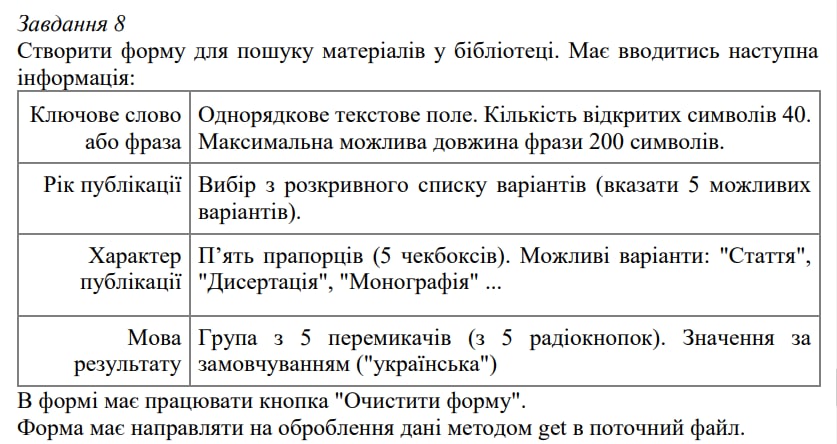 Завдання 8
Створити форму для пошуку матеріалів у бібліотеці. Має вводитись наступна
інформація:
Ключове слово
або фраза
Однорядкове текстове поле. Кількість відкритих символів 40.
Максимальна можлива довжина фрази 200 символів.
Рік публікації
Вибір з розкривного списку варіантів (вказати 5 можливих
варіантів).
Характер
публікації
П’ять прапорців (5 чекбоксів). Можливі варіанти: "Стаття",
"Дисертація", "Монографія" ...
Мова
результату
Група з 5 перемикачів (з 5 радіокнопок). Значення за
замовчуванням ("українська")
В формі має працювати кнопка "Очистити форму".
Форма має направляти на оброблення дані методом get в поточний файл.